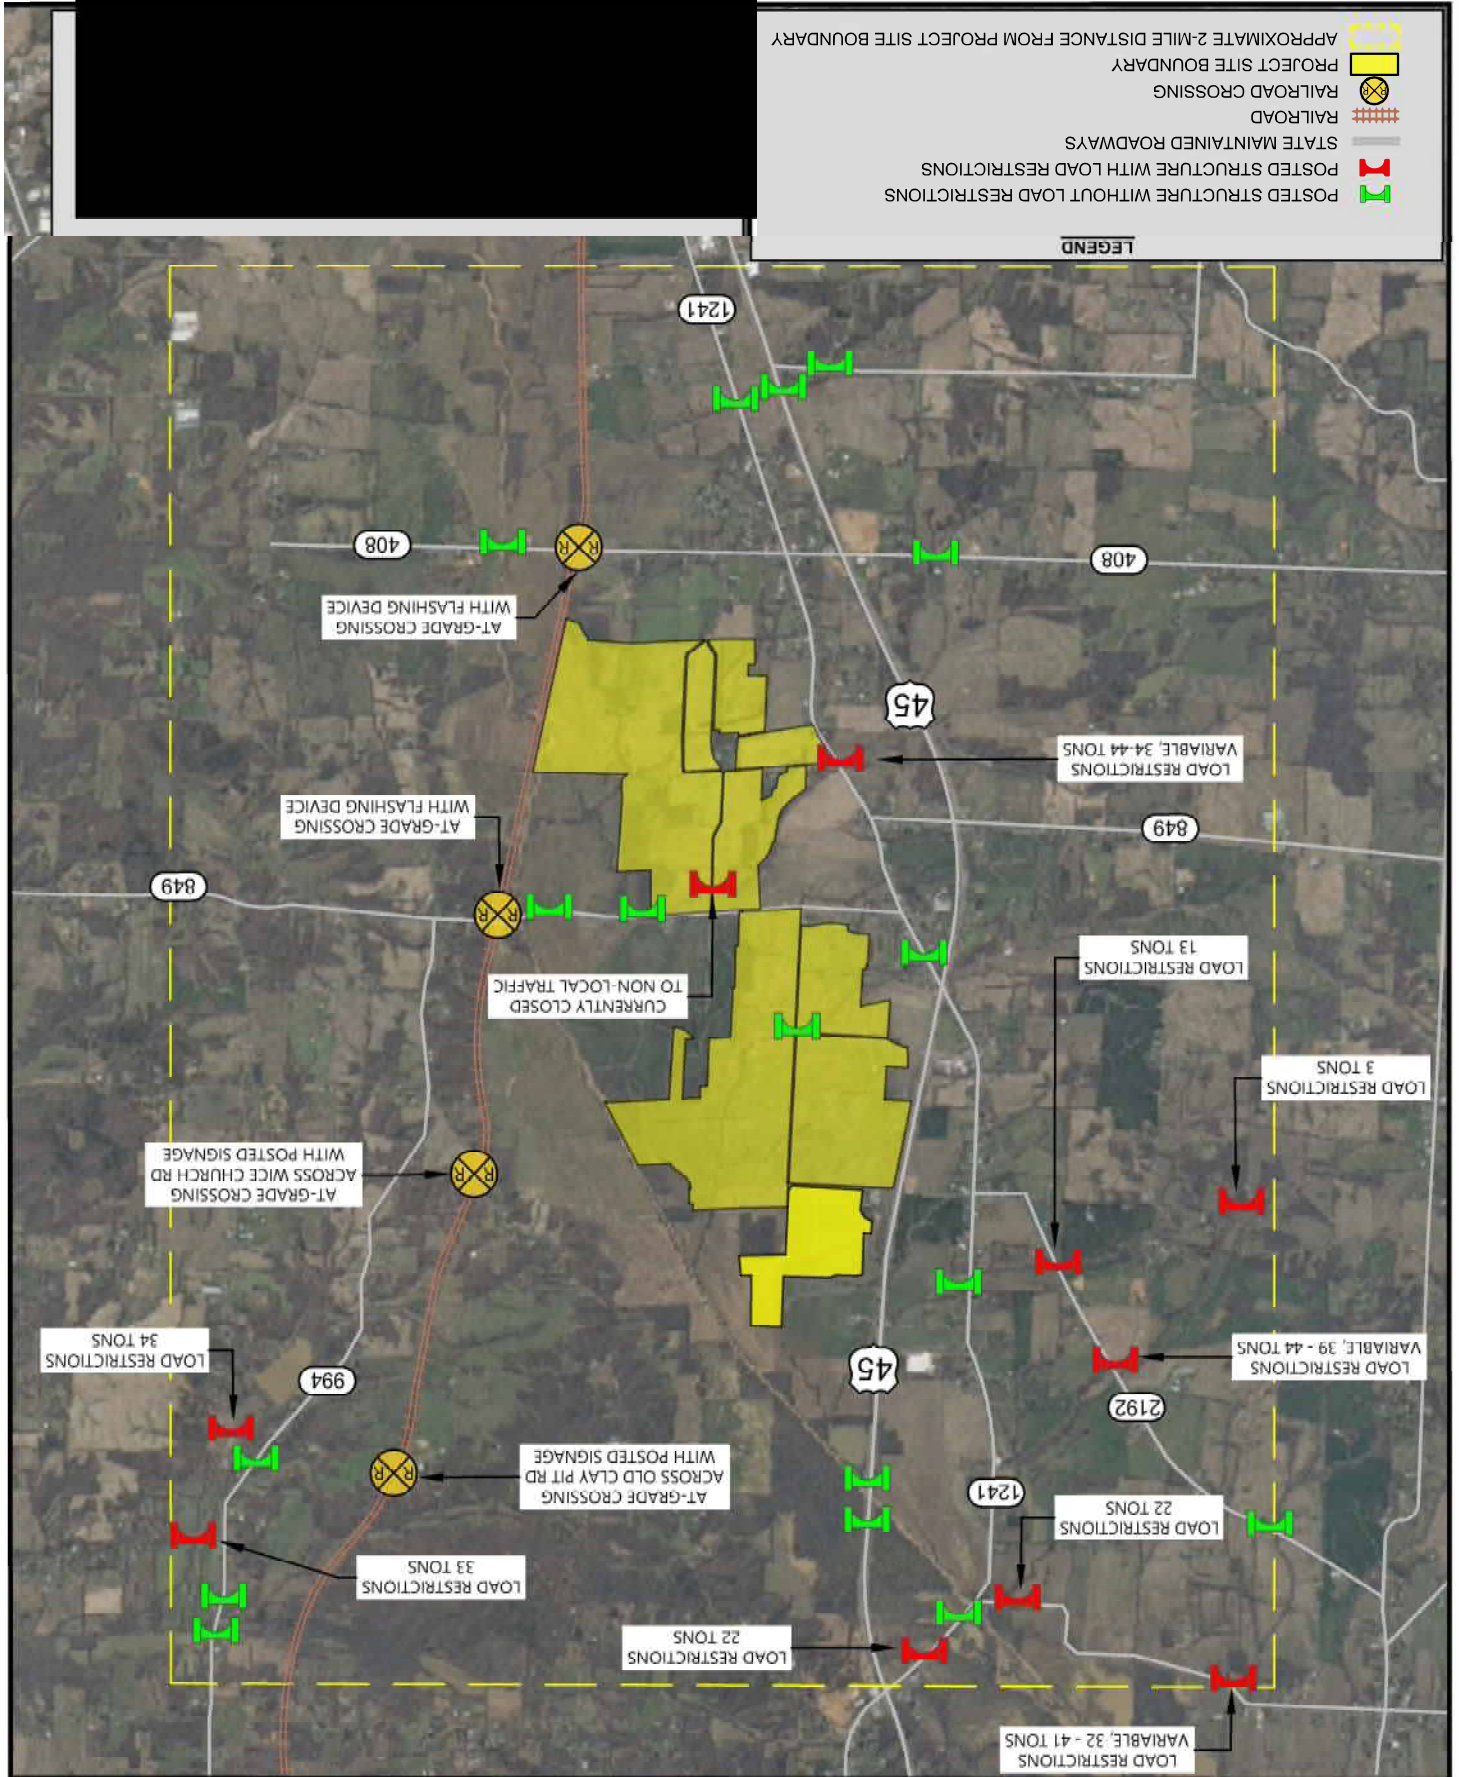 LOAD RESTRICTIONS
VARIABLE, 32 - 41 TONS
LOAD RESTRICTIONS
22 TONS
LOAD RESTRICTIONS
33 TONS
LOAD RESTRICTIONS
22 TONS
1241
AT-GRADE CROSSING
ACROSS OLD CLAY PIT RD
WITH POSTED SIGNAGE
2192
994
LOAD RESTRICTIONS
VARIABLE, 39 - 44 TONS
45
LOAD RESTRICTIONS
34 TONS
AT-GRADE CROSSING
ACROSS WICE CHURCH RD
WITH POSTED SIGNAGE
LOAD RESTRICTIONS
3 TONS
CURRENTLY CLOSED
TO NON-LOCAL TRAFFIC
LOAD RESTRICTIONS
13 TONS
849
849
AT-GRADE CROSSING
WITH FLASHING DEVICE
LOAD RESTRICTIONS
VARIABLE, 34-44 TONS
45
AT-GRADE CROSSING
WITH FLASHING DEVICE
408
408
1241
R R
R R
R R
R R
LEGEND
POSTED STRUCTURE WITHOUT LOAD RESTRICTIONS
POSTED STRUCTURE WITH LOAD RESTRICTIONS
STATE MAINTAINED ROADWAYS
RAILROAD
R R
RAILROAD CROSSING
PROJECT SITE BOUNDARY
APPROXIMATE 2-MILE DISTANCE FROM PROJECT SITE BOUNDARY